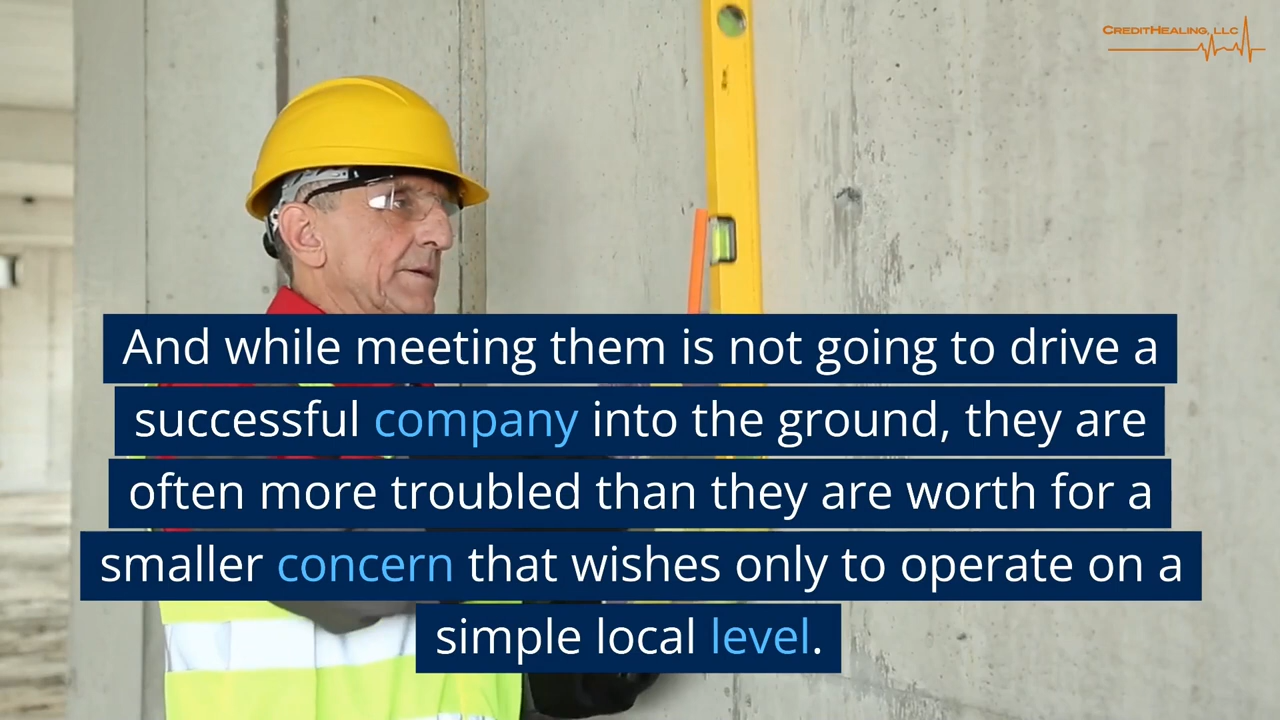 CREDITHEALING, LLC
And while meeting them is not going to drive a
successful company into the ground, they are
often more troubled than they are worth for a
smaller concern that wishes only to operate on a
simple local level.